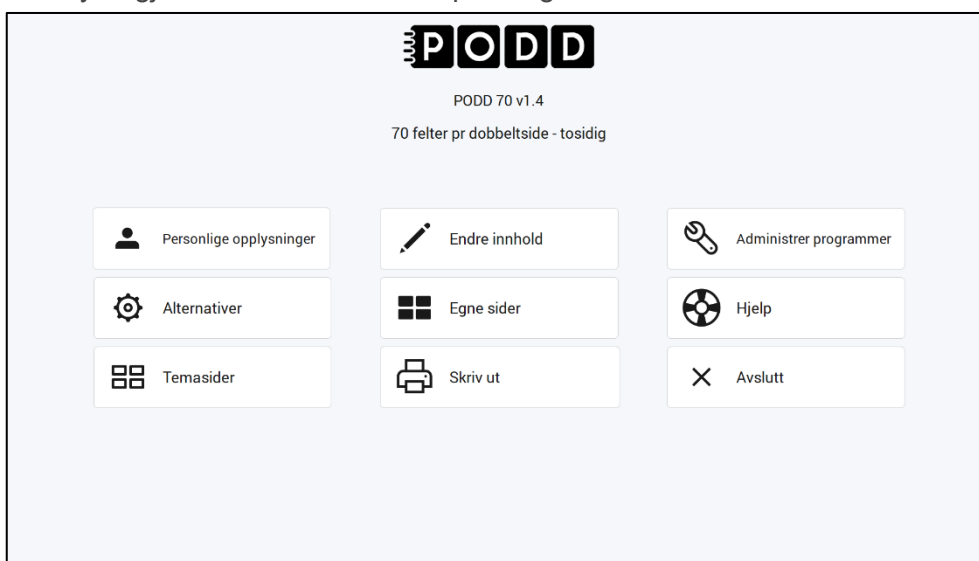 PODD
PODD 70 v1.4
70 felter pr dobbeltside - tosidig
Personlige opplysninger
Endre innhold
Administrer programmer
Alternativer
Egne sider
Hjelp
Temasider
Skriv ut
Avslutt